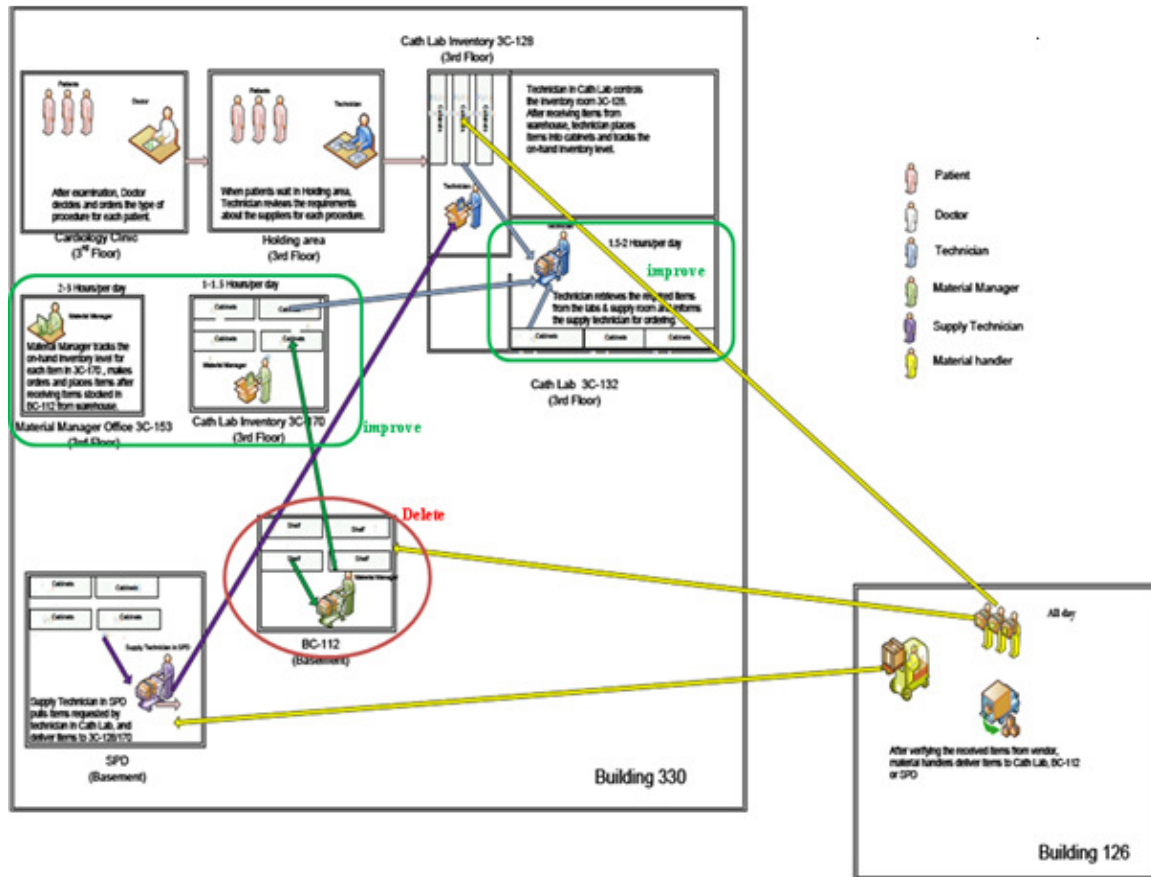 Cath Lab Inventory 3C-128
(3rd Floor)
Patients
Doctor
After examination, Doctor
decides and orders the type of
procedure for each patient.
Cardiology Clinic
(3rd Floor)
Patients
Technician
When patients wait in Holding area,
Technician reviews the requirements
about the suppliers for each procedure.
Holding area
(3rd Floor)
Technician
Technician in Cath Lab controls
the inventory room 3C-128.
After receiving items from
warehouse, technician places
items into cabinets and tracks the
on-hand inventory level.
Technician
1.5-2 Hours/per day
improve
Technician retrieves the required items
from the labs & supply room and informs
the supply technician for ordering.
Cabinets
Cabinets
Cabinets
Cath Lab 3C-132
(3rd Floor)
Hours/per day
Material Manager
Material Manager tracks the
on-hand inventory level for
each item in 3C-170, makes
orders and places items after
receiving items stocked in
BC-112 from warehouse.
Material Manager Office 3C-153
(3rd Floor)
1-1.5 Hours/per day
Cabinets
Cabinets
Cabinets
Cabinets
Material Manager
Cath Lab Inventory 3C-170
(3rd Floor)
improve
Delete
Shelf
Shelf
Shelf
Shelf
Material Manager
BC-112
(Basement)
Cabinets
Cabinets
Cabinets
Cabinets
Supply Technician in SPD
Supply Technician in SPD
pulls items requested by
technician in Cath Lab, and
deliver items to 3C-128/170
SPD
(Basement)
Building 330
Patient
Doctor
Technician
Material Manager
Supply Technician
Material handler
All day
After verifying the received items from vendor,
material handlers deliver items to Cath Lab, BC-112
or SPD
Building 126